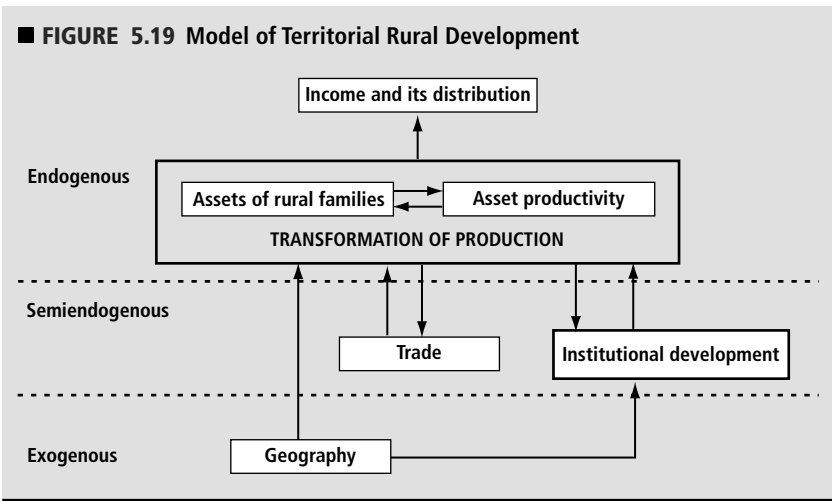 ■ FIGURE 5.19 Model of Territorial Rural Development
Income and its distribution
Endogenous
Assets of rural families
Asset productivity
TRANSFORMATION OF PRODUCTION
Semiendogenous
Trade
Institutional development
Exogenous
Geography